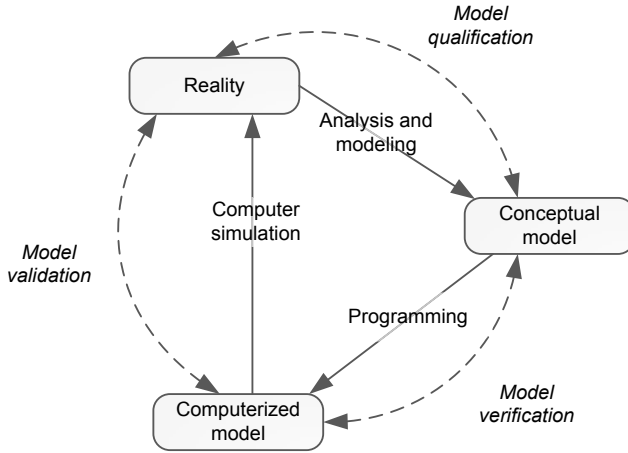 Model
qualification
Reality
Analysis and
modeling
Computer
simulation
Conceptual
model
Model
validation
Programming
Computerized
model
Model
verification